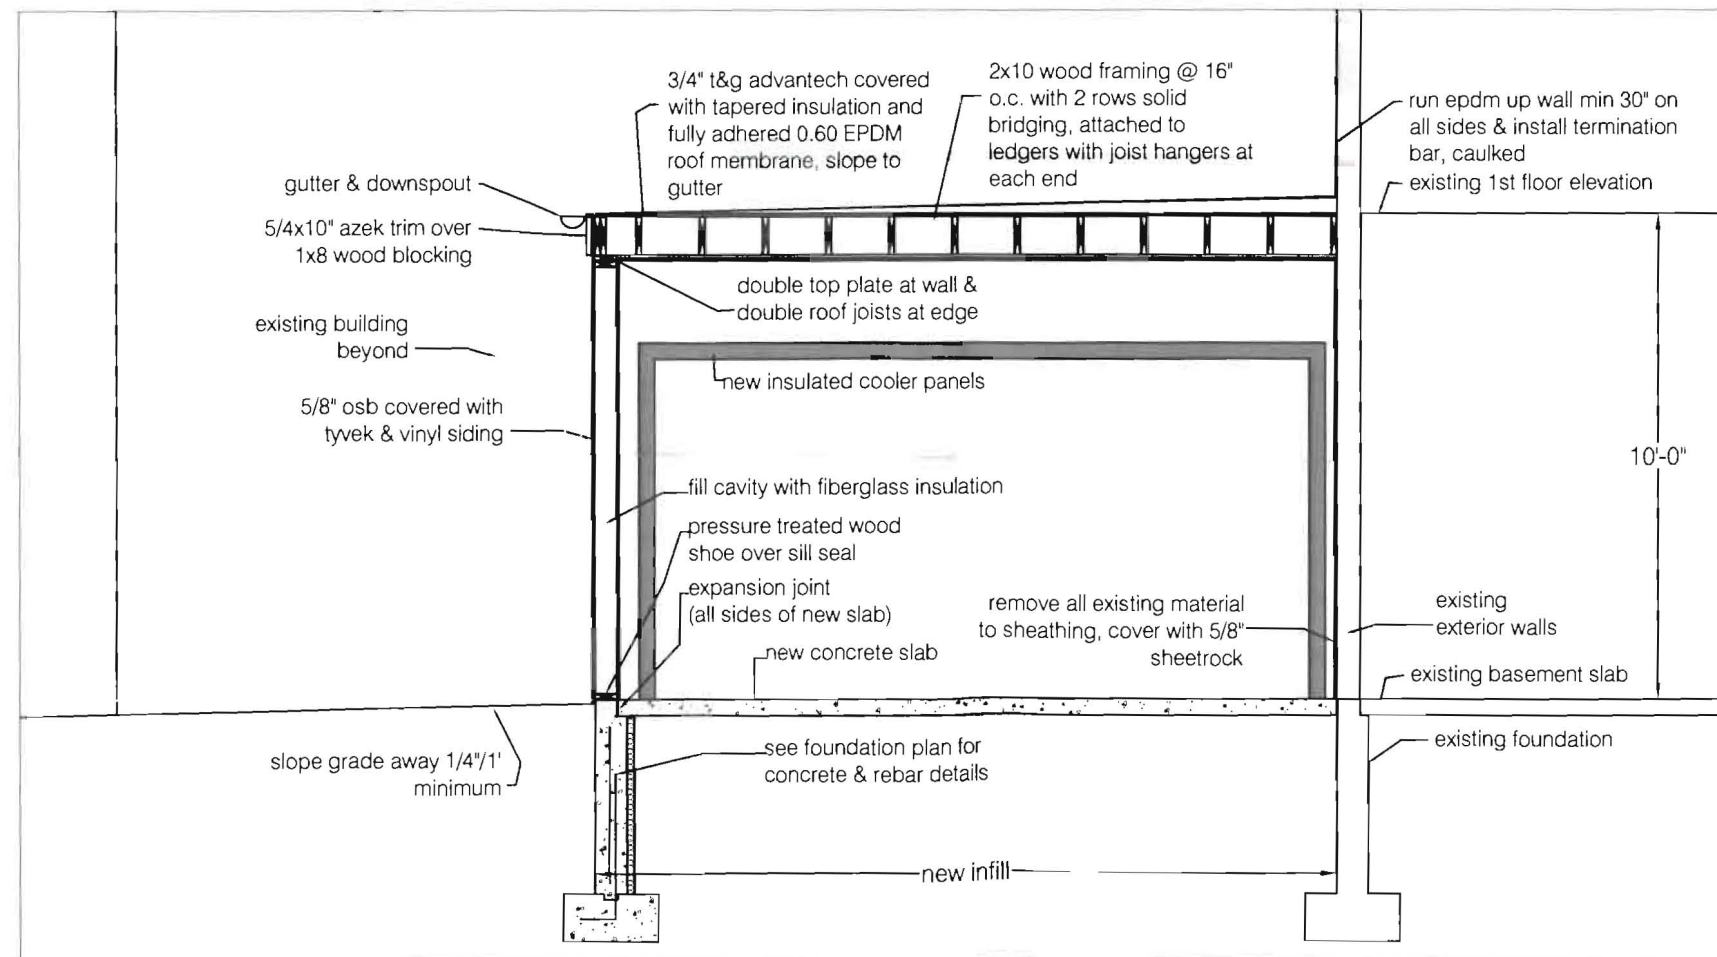 3/4" t&g advantech covered
with tapered insulation and
fully adhered 0.60 EPDM
roof membrane, slope to
gutter
2x10 wood framing @ 16"
o.c. with 2 rows solid
bridging, attached to
ledgers with joist hangers at
each end
run epdm up wall min 30" on
all sides & install termination
bar, caulked
existing 1st floor elevation
gutter & downspout
5/4x10" azek trim over
1x8 wood blocking
double top plate at wall &
double roof joists at edge
existing building
beyond
new insulated cooler panels
5/8" osb covered with
tyvek & vinyl siding
10'-0"
fill cavity with fiberglass insulation
pressure treated wood
shoe over sill seal
expansion joint
(all sides of new slab)
remove all existing material
to sheathing, cover with 5/8"
sheetrock
existing
exterior walls
new concrete slab
existing basement slab
slope grade away 1/4"/1'
minimum
see foundation plan for
concrete & rebar details
existing foundation
new infill